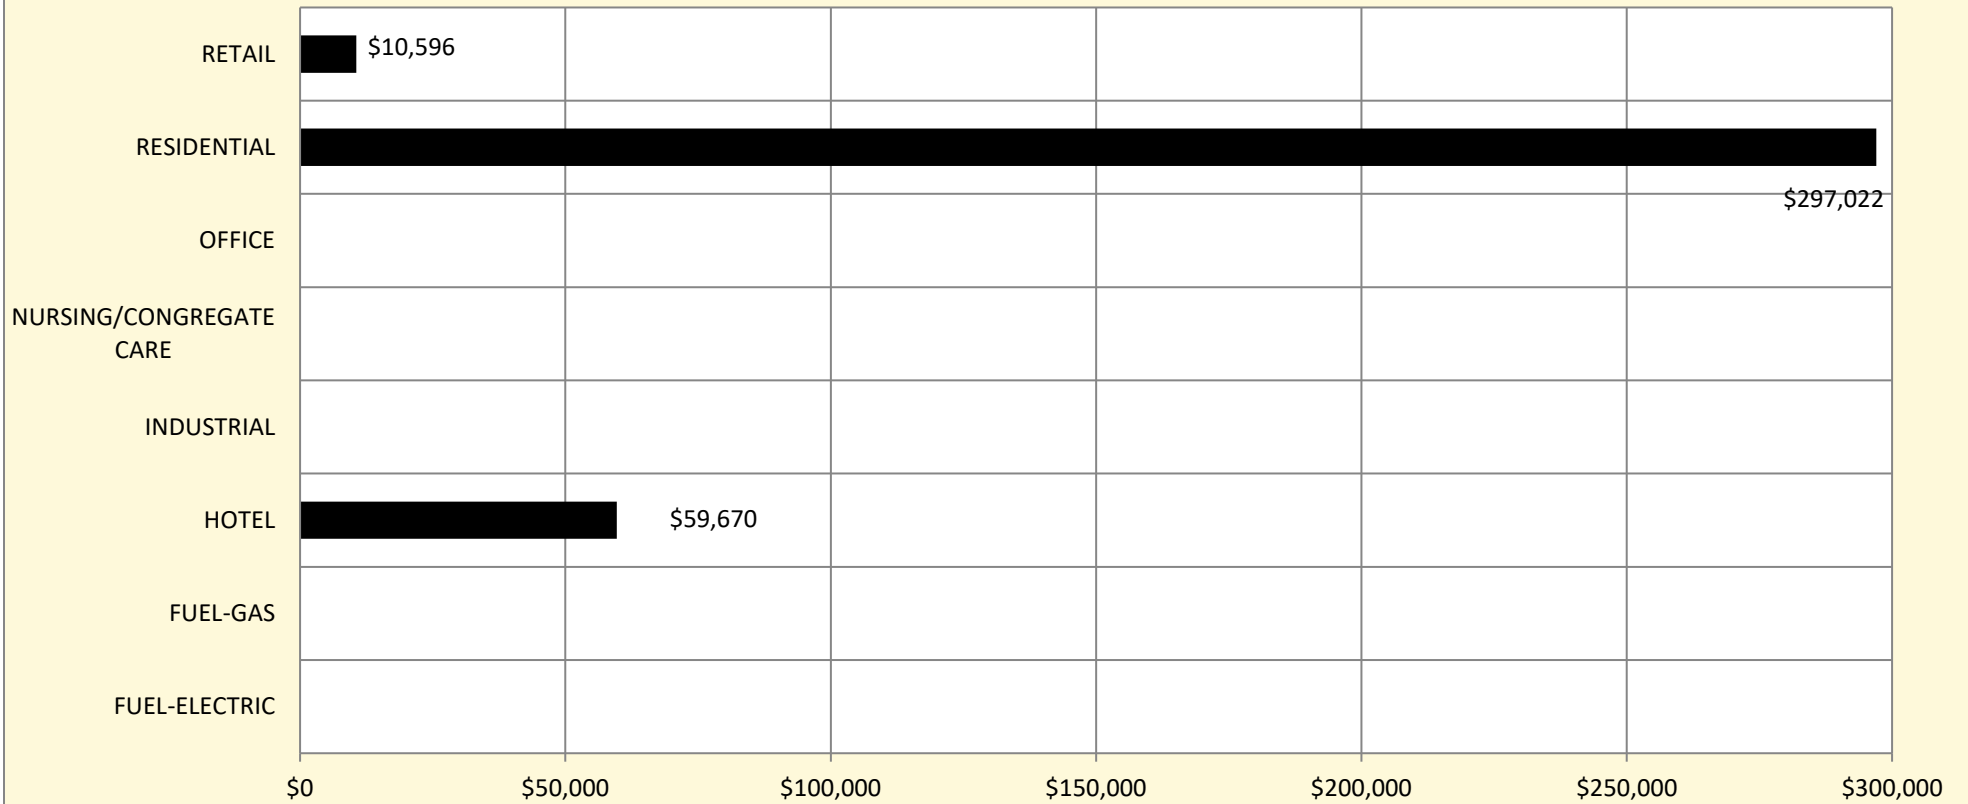 RETAIL
$10,596
RESIDENTIAL
$297,022
OFFICE
NURSING/CONGREGATE
CARE
INDUSTRIAL
HOTEL
$59,670
FUEL-GAS
FUEL-ELECTRIC
$0 $50,000 $100,000 $150,000 $200,000 $250,000 $300,000